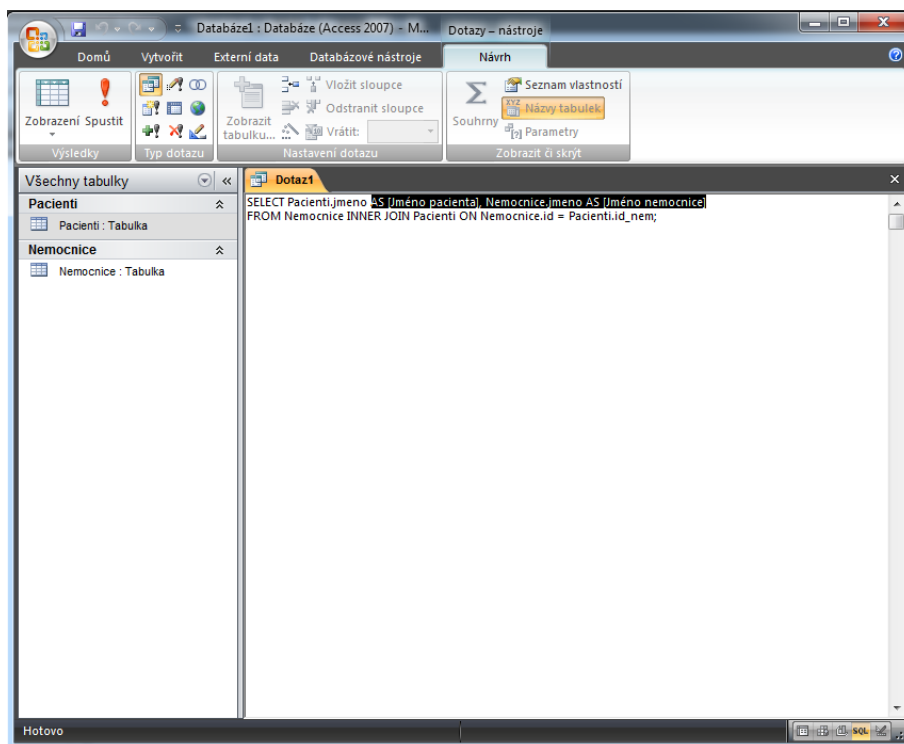 Databáze1 : Databáze (Access 2007) - M...
Dotazy – nástroje
Domů
Vytvořit
Externí data
Databázové nástroje
Návrh
Zobrazení
Spustit
Výsledky
Typ dotazu
Zobrazit
tabulku...
Vložit sloupce
Odstranit sloupce
Vrátit:
Nastavení dotazu
Souhrny
Seznam vlastností
XYZ
Názvy tabulek
Parametry
Zobrazit či skrýt
Všechny tabulky
Pacienti
Pacienti : Tabulka
Nemocnice
Nemocnice : Tabulka
Dotaz1
SELECT Pacienti.jmeno AS [Jméno pacienta], Nemocnice.jmeno AS [Jméno nemocnice]
FROM Nemocnice INNER JOIN Pacienti ON Nemocnice.id = Pacienti.id_nem;
Hotovo
SQL